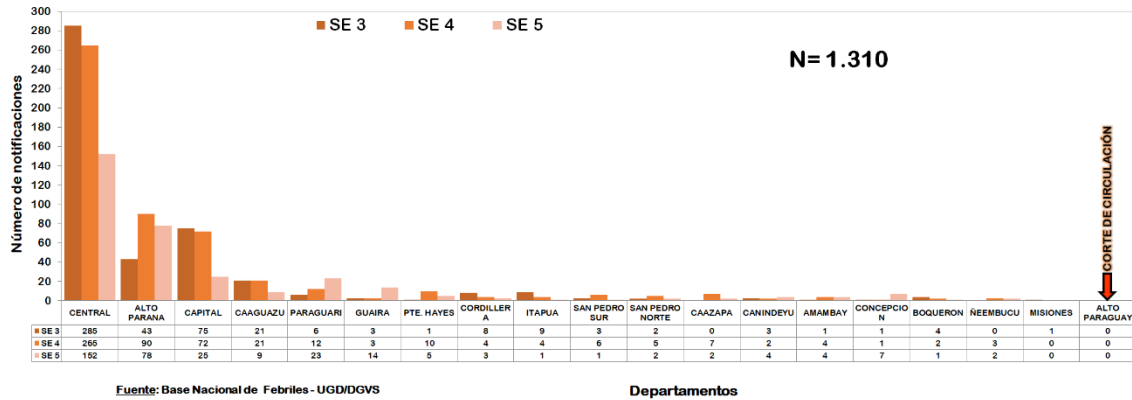 300
280
260
240
220
200
180
160
140
120
100
80
60
40
20
0
Número de notificaciones
SE 3 SE 4 SE 5
N= 1.310
CORTE DE CIRCULACIÓN
CENTRAL ALTO PARANA CAPITAL CAAGUAZU PARAGUARI GUAIRA PTE. HAYES CORDILLERA ITAPUA SAN PEDRO SUR SAN PEDRO NORTE CAAZAPA CANINDEYU AMAMBAY CONCEPCION BOQUERON ÑEEMBUCU MISIONES ALTO PARAGUAY
SE 3 285 43 75 21 6 3 1 8 9 3 2 0 3 1 1 4 0 1 0
SE 4 265 90 72 21 12 3 10 4 4 6 5 7 2 4 1 2 3 0 0
SE 5 152 78 25 9 23 14 5 3 1 1 2 2 4 4 7 1 2 0 0
Fuente: Base Nacional de Febriles - UGD/DGVS
Departamentos